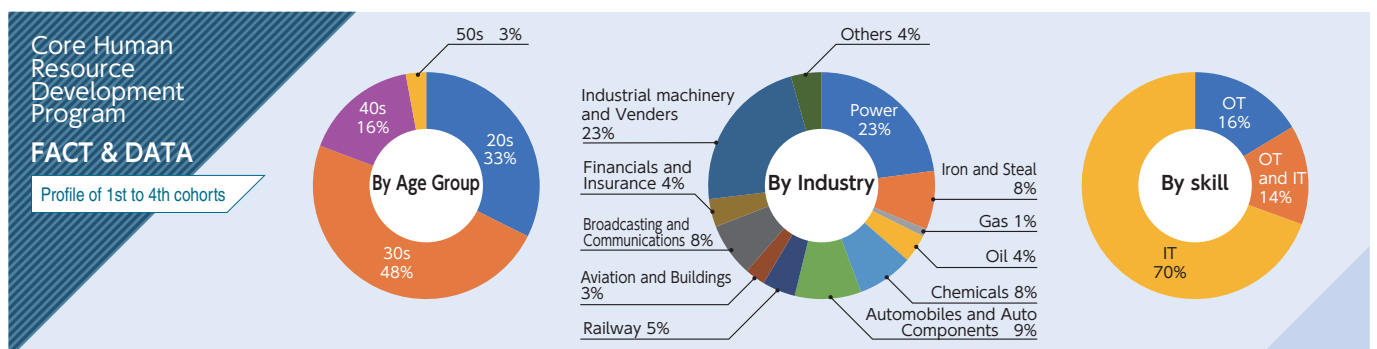 Core Human
Resource
Development
Program
FACT & DATA
Profile of 1st to 4th cohorts
50s 3%
40s
16%
20s
33%
By Age Group
30s
48%
Others 4%
Industrial machinery
and Venders
23%
Power
23%
Financials and
Insurance 4%
By Industry
Iron and Steal
8%
Broadcasting and
Communications 8%
Gas 1%
Oil 4%
Aviation and Buildings
3%
Chemicals 8%
Railway 5%
Automobiles and Auto
Components 9%
OT
16%
OT
and IT
14%
By skill
IT
70%